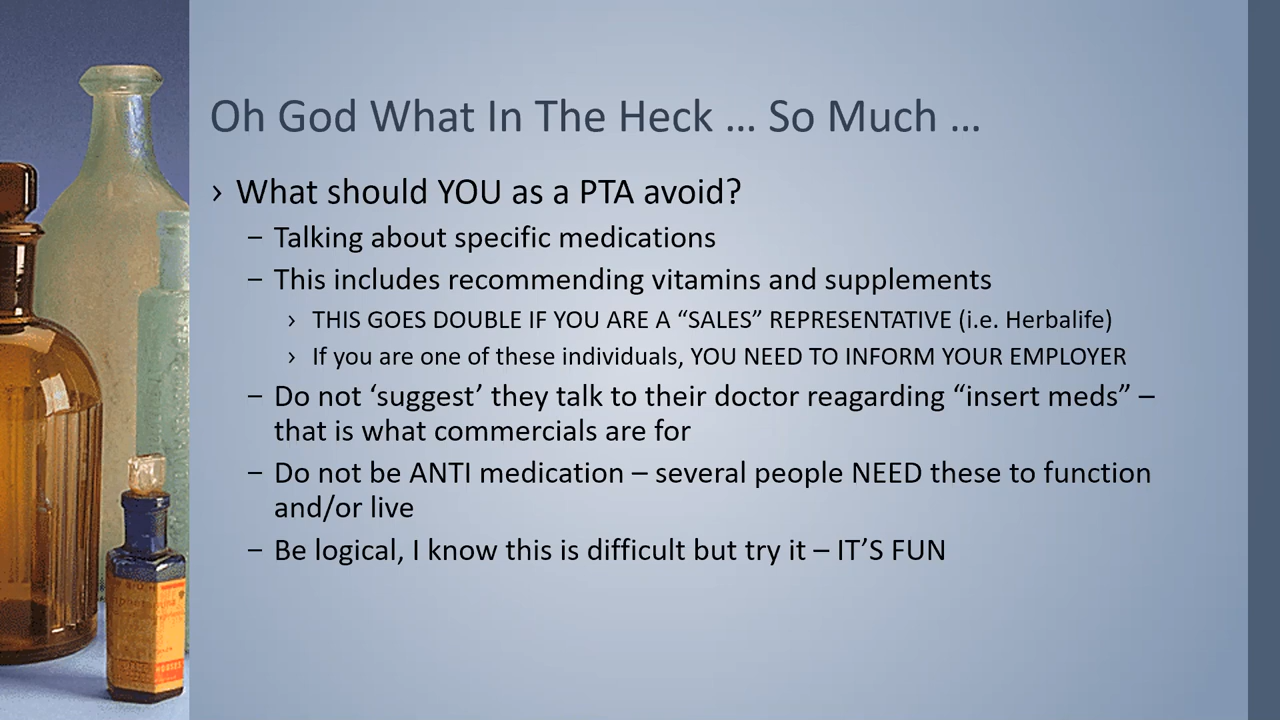 Oh God What In The Heck … So Much …
› What should YOU as a PTA avoid?
– Talking about specific medications
– This includes recommending vitamins and supplements
› THIS GOES DOUBLE IF YOU ARE A “SALES” REPRESENTATIVE (i.e. Herbalife)
› If you are one of these individuals, YOU NEED TO INFORM YOUR EMPLOYER
– Do not ‘suggest’ they talk to their doctor reagarding “insert meds” –
that is what commercials are for
– Do not be ANTI medication – several people NEED these to function
and/or live
– Be logical, I know this is difficult but try it – IT’S FUN